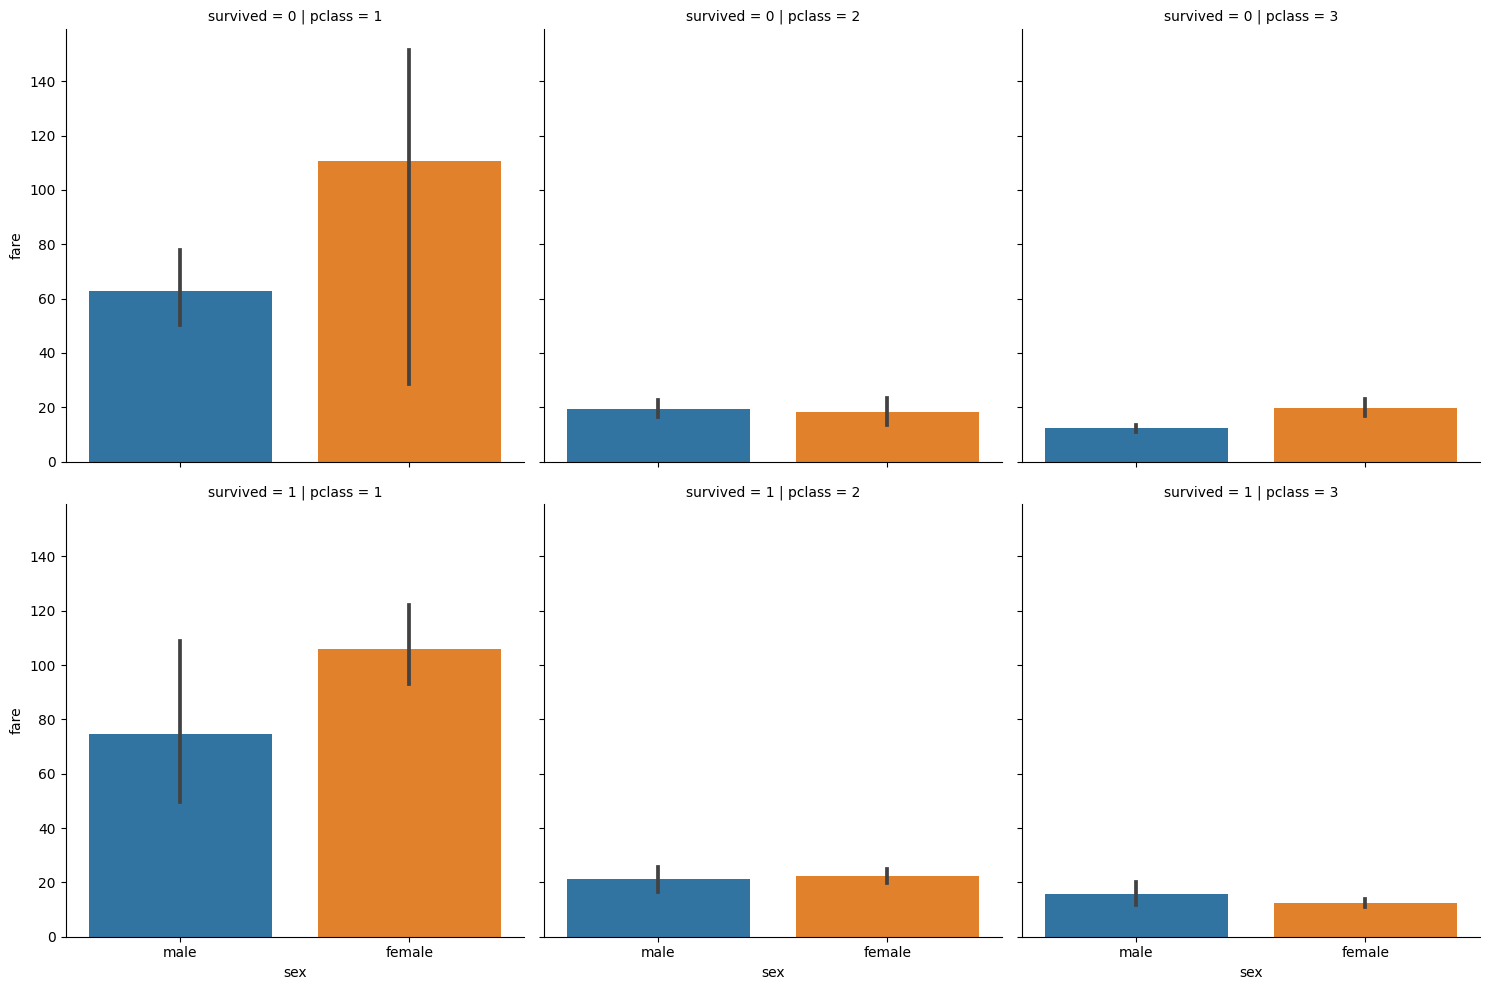 survived = 0 | pclass = 1
survived = 0 | pclass = 2
survived = 0 | pclass = 3
140
120
100
80
60
40
20
0
fare
survived = 1 | pclass = 1
survived = 1 | pclass = 2
survived = 1 | pclass = 3
140
120
100
80
60
40
20
0
fare
male female
male female
male female
sex
sex
sex